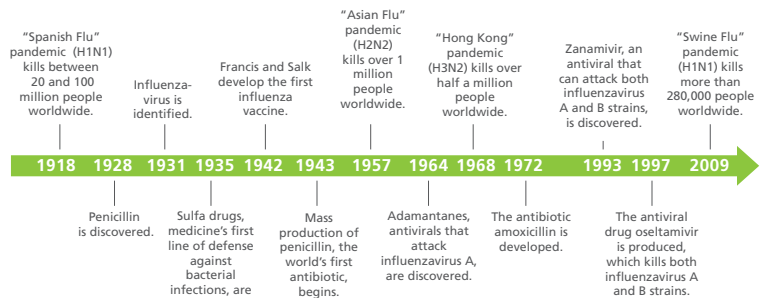 “Spanish Flu”
pandemic (H1N1)
kills between
20 and 100
million people
worldwide.
Influenza-
virus is
identified.
Francis and Salk
develop the first
influenza
vaccine.
“Asian Flu”
pandemic
(H2N2)
kills over 1
million
people
worldwide.
“Hong Kong”
pandemic
(H3N2) kills over
half a million
people
worldwide.
Zanamivir, an
antiviral that
can attack both
influzavirus
A and B strains,
is discovered.
“Swine Flu”
pandemic
(H1N1) kills
more than
280,000 people
worldwide.
1918 1928 1931 1935 1942 1943 1957 1964 1968 1972 1993 1997 2009
Penicillin
is discovered.
Sulfa drugs,
medicine’s first
line of defense
against
bacterial
infections, are
Mass
production of
penicillin, the
world’s first
antibiotic,
begins.
Adamantanes,
antivirals that
attack
influenzavirus A,
are discovered.
The antibiotic
amoxicillin is
developed.
The antiviral
drug oseltamivir
is produced,
which kills both
influenzavirus A
and B strains.